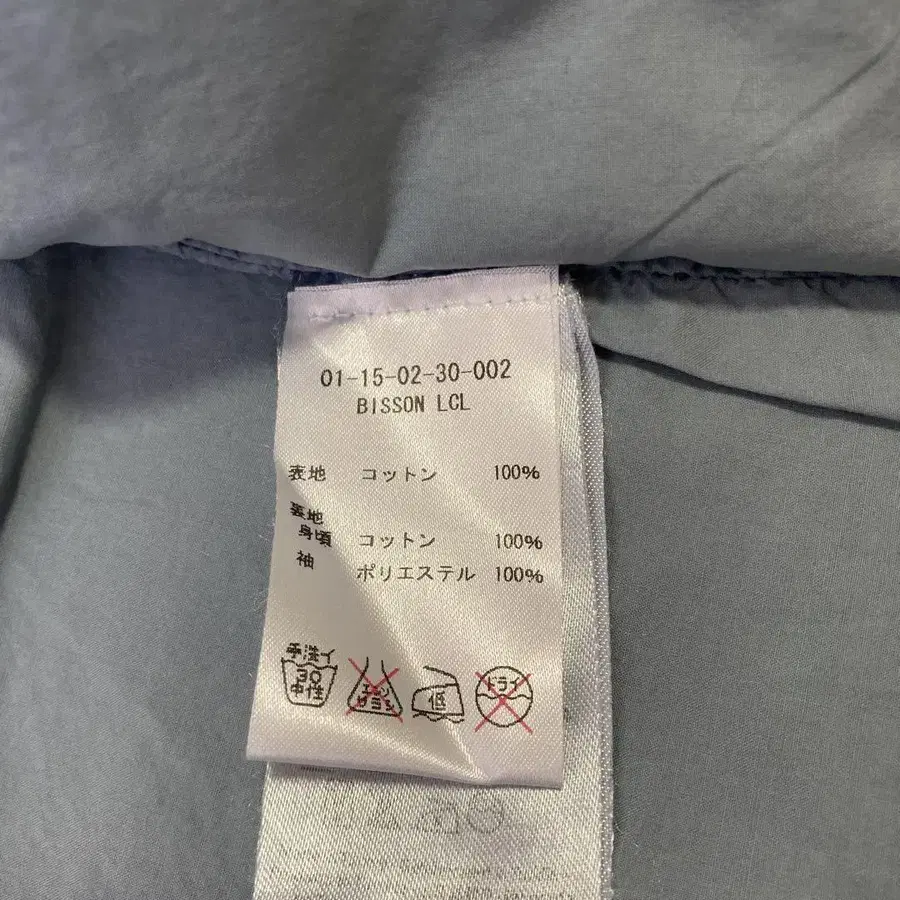 01-15-02-30-002
BISSON LCL
表地 コットン 100%
裏地
身頃 コットン 100%
袖 ポリエステル 100%
手洗イ
30
中性
エンソ
サラシ
低
ドライ